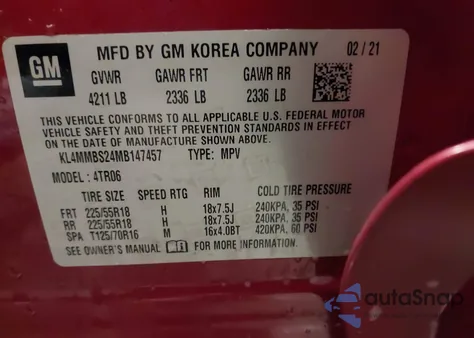 GM
MFD BY GM KOREA COMPANY 02 / 21
GVWR GAWR FRT GAWR RR
4211 LB 2336 LB 2336 LB
THIS VEHICLE CONFORMS TO ALL APPLICABLE U.S. FEDERAL MOTOR
VEHICLE SAFETY AND THEFT PREVENTION STANDARDS IN EFFECT
ON THE DATE OF MANUFACTURE SHOWN ABOVE.
KL4MMBS24MB147457 TYPE: MPV
MODEL : 4TR06
TIRE SIZE SPEED RTG RIM COLD TIRE PRESSURE
FRT 225/55R18 H 18x7.5J 240KPA, 35 PSI
RR 225/55R18 H 18x7.5J 240KPA, 35 PSI
SPA T125/70R16 M 16x4.0BT 420KPA, 60 PSI
SEE OWNER'S MANUAL FOR MORE INFORMATION.
autoSnap